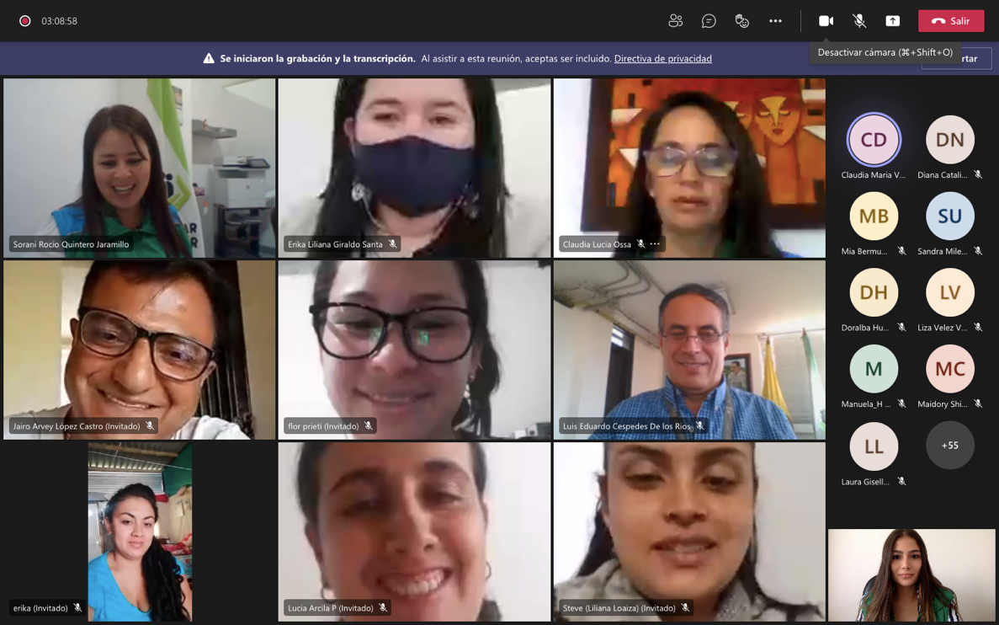 03:08:58
Salir
Se iniciaron la grabación y la transcripción. Al asistir a esta reunión, aceptas ser incluido. Directiva de privacidad
Desactivar cámara (⌘+Shift+O)
Sorani Rocio Quintero Jaramillo
Erika Liliana Giraldo Santa
Claudia Lucia Ossa
Jairo Arvey López Castro (Invitado)
flor prieti (Invitado)
Luis Eduardo Cespedes De los Rios
erika (Invitado)
Lucia Arcila P (Invitado)
Steve (Liliana Loaiza) (Invitado)
CD
Claudia Maria V...
DN
Diana Catali...
MB
Mia Bermu...
SU
Sandra Mile...
DH
Doralba Hu...
LV
Liza Velez V...
M
Manuela_H ...
MC
Maidory Shi...
LL
Laura Gisell...
+55